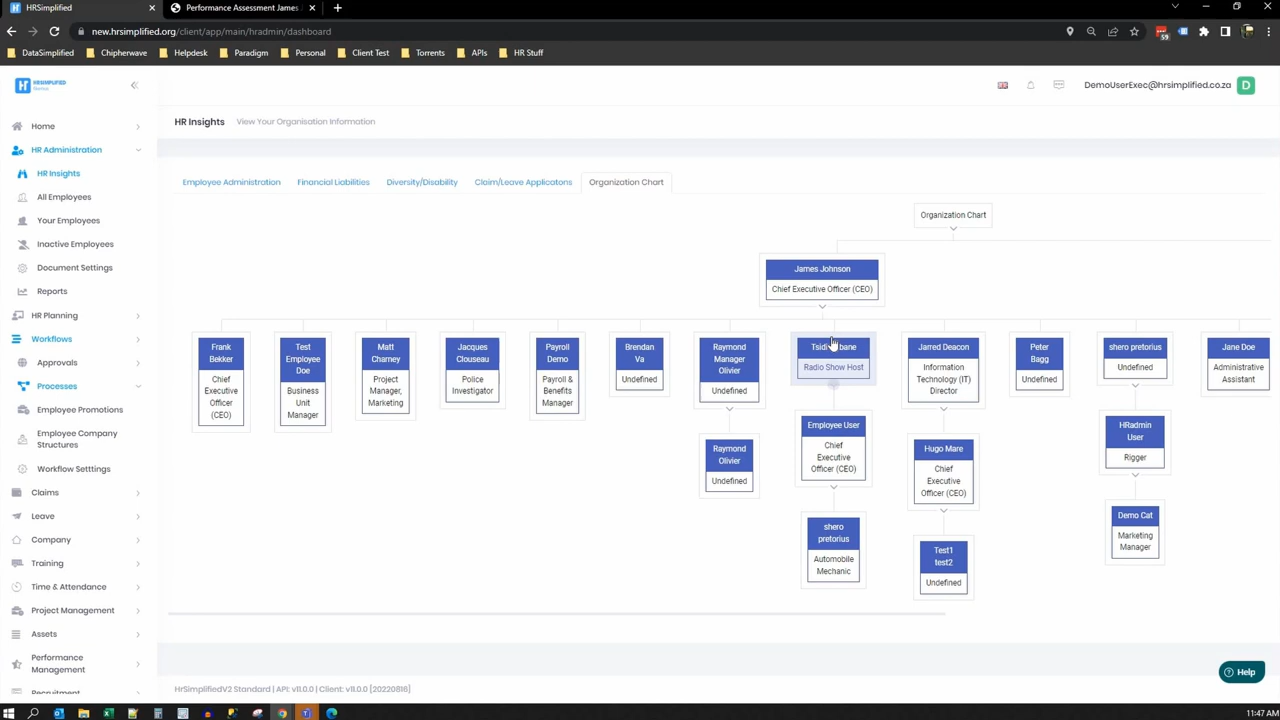 HRSimplified
Performance Assessment James
new.hrsimplified.org/client/app/main/hradmin/dashboard
59
DataSimplified
Chipherwave
Helpdesk
Paradigm
Personal
Client Test
Torrents
APIs
HR Stuff
HRSIMPLIFIED
DemoUserExec@hrsimplified.co.za
D
Home
HR Administration
HR Insights
All Employees
Your Employees
Inactive Employees
Document Settings
Reports
HR Planning
Workflows
Approvals
Processes
Employee Promotions
Employee Company
Structures
Workflow Setttings
Claims
Leave
Company
Training
Time & Attendance
Project Management
Assets
Performance
Management
Recruitment
HR Insights
View Your Organisation Information
Employee Administration
Financial Liabilities
Diversity/Disability
Claim/Leave Applicatons
Organization Chart
Organization Chart
James Johnson
Chief Executive Officer (CEO)
Frank
Bekker
Chief
Executive
Officer
(CEO)
Test
Employee
Doe
Business
Unit
Manager
Matt
Charney
Project
Manager,
Marketing
Jacques
Clouseau
Police
Investigator
Payroll
Demo
Payroll &
Benefits
Manager
Brendan
Va
Undefined
Raymond
Manager
Olivier
Undefined
Raymond
Olivier
Undefined
Radio Show Host
Employee User
Chief
Executive
Officer (CEO)
shero
pretorius
Automobile
Mechanic
Jarred Deacon
Information
Technology (IT)
Director
Hugo Mare
Chief
Executive
Officer (CEO)
Test1
test2
Undefined
Peter
Bagg
Undefined
shero pretorius
Undefined
HRadmin
User
Rigger
Demo Cat
Marketing
Manager
Jane Doe
Administrative
Assistant
Help
HrSimplifiedV2 Standard | API: v11.0.0 | Client: v11.0.0 [20220816]
11:47 AM